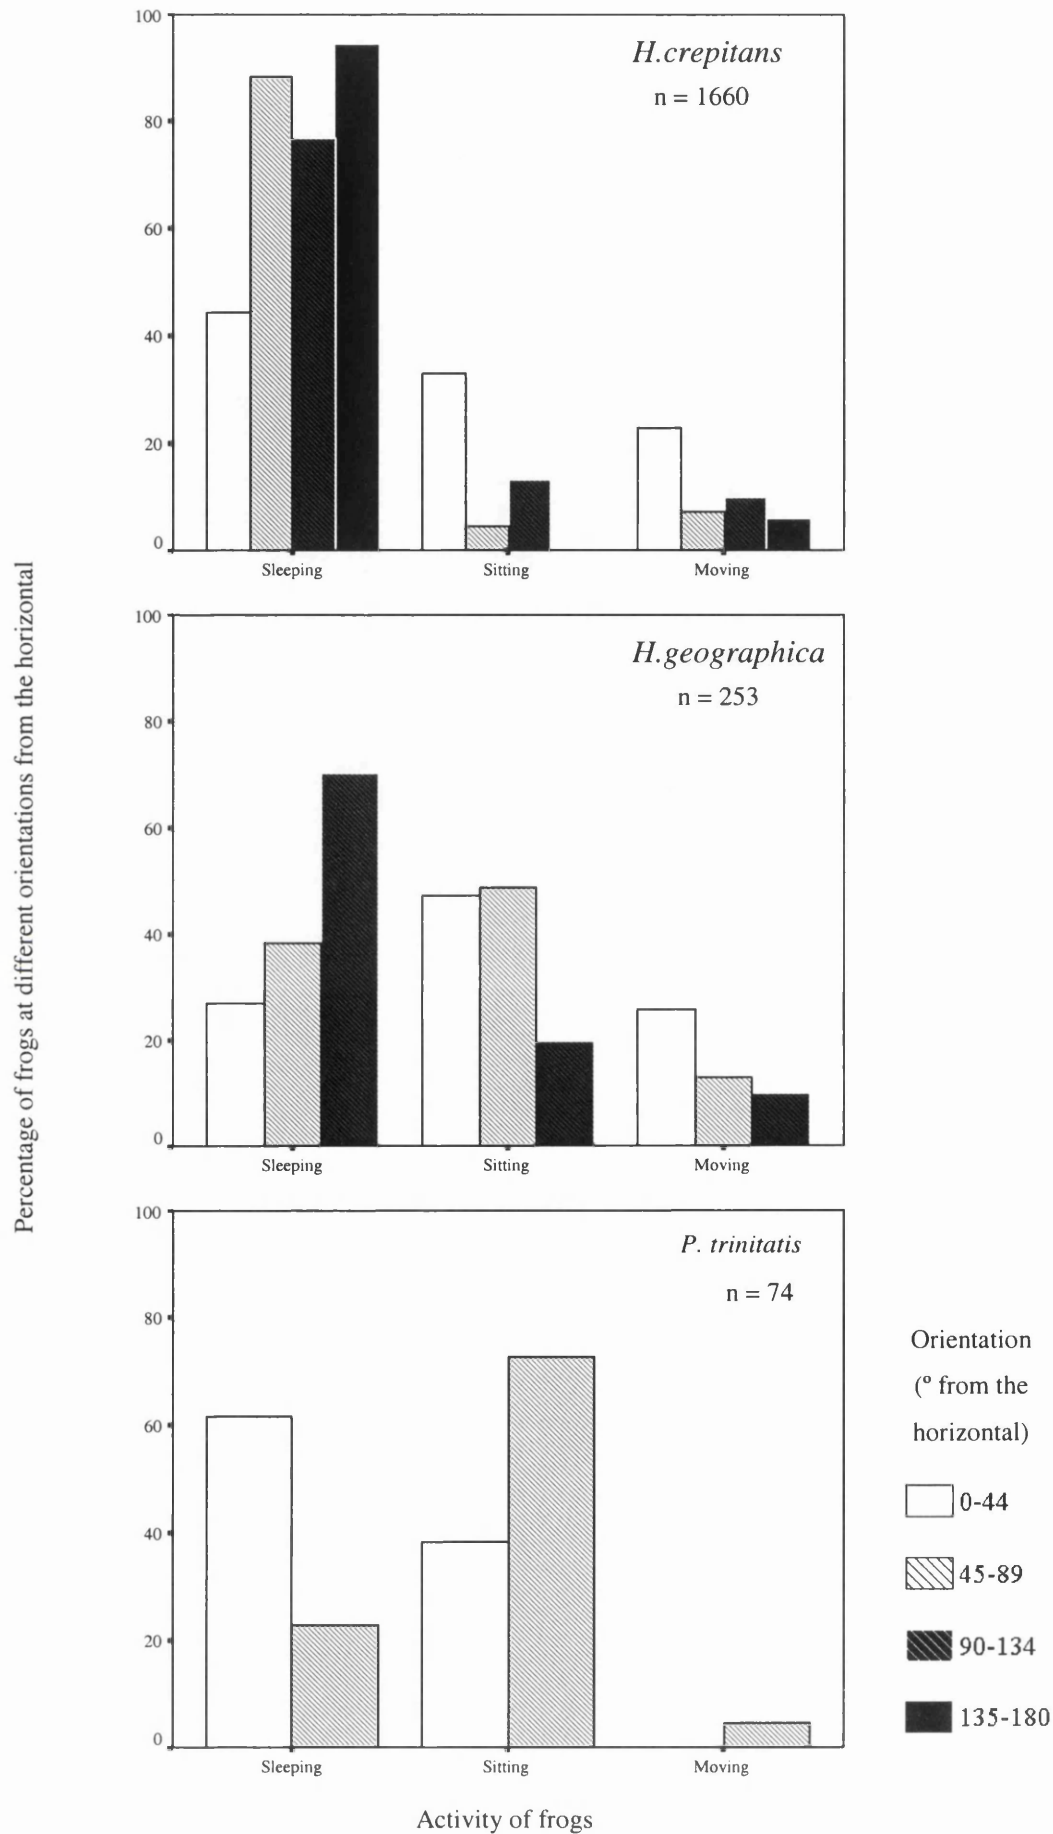 Percentage of frogs at different orientations from the horizontal
100
80
60
40
20
0
H.crepitans
n = 1660
Sleeping Sitting Moving
100
80
60
40
20
0
H.geographica
n = 253
Sleeping Sitting Moving
100
80
60
40
20
0
P. trinitatis
n = 74
Sleeping Sitting Moving
Activity of frogs
Orientation
(º from the
horizontal)
0-44
45-89
90-134
135-180